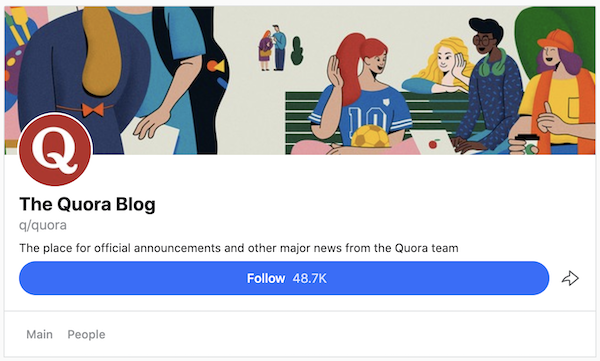 10
Q
The Quora Blog
q/quora
The place for official announcements and other major news from the Quora team
Follow 48.7K
Main People